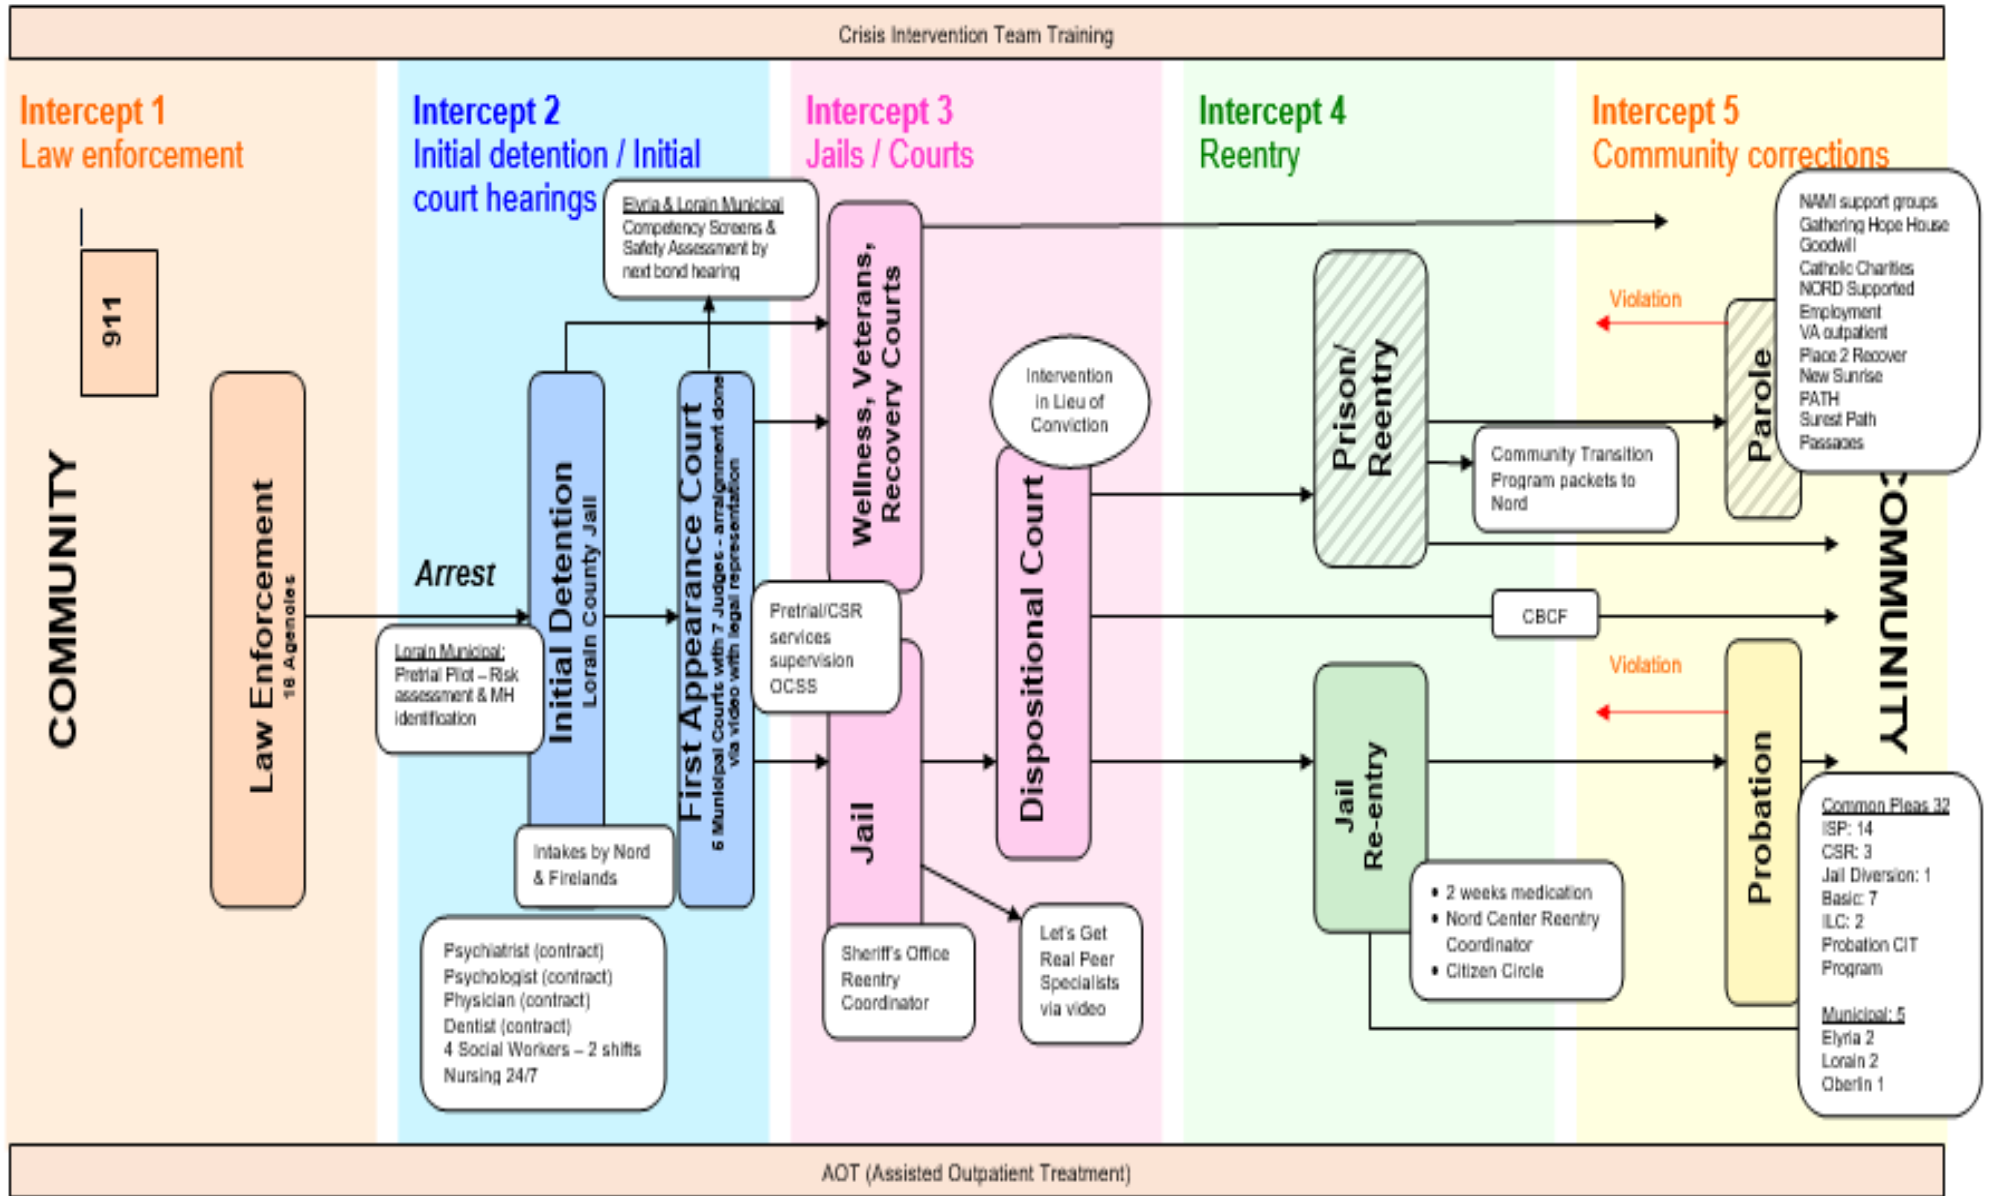 Crisis Intervention Team Training
Intercept 1
Law enforcement
911
COMMUNITY
Law Enforcement
16 Agencies
Intercept 2
Initial detention / Initial
court hearings
Elyria & Lorain Municipal
Competency Screens &
Safety Assessment by
next bond hearing
Arrest
Lorain Municipal:
Pretrial Pilot – Risk
assessment & MH
identification
Initial Detention
Lorain County Jail
First Appearance Court
6 Municipal Courts with 7 Judges - arraignment done
via video with legal representation
Intakes by Nord
& Firelands
Psychiatrist (contract)
Psychologist (contract)
Physician (contract)
Dentist (contract)
4 Social Workers – 2 shifts
Nursing 24/7
Intercept 3
Jails / Courts
Wellness, Veterans,
Recovery Courts
Pretrial/CSR
services
supervision
OCSS
Jail
Intervention
in Lieu of
Conviction
Dispositional Court
Sheriff's Office
Reentry
Coordinator
Let's Get
Real Peer
Specialists
via video
Intercept 4
Reentry
Prison/
Reentry
Community Transition
Program packets to
Nord
CBCF
Jail
Re-entry
• 2 weeks medication
• Nord Center Reentry
Coordinator
• Citizen Circle
Intercept 5
Community corrections
Violation
Parole
NAMI support groups
Gathering Hope House
Goodwill
Catholic Charities
NORD Supported
Employment
VA outpatient
Place 2 Recover
New Sunrise
PATH
Surest Path
Passages
COMMUNITY
Violation
Probation
Common Pleas 32
ISP: 14
CSR: 3
Jail Diversion: 1
Basic: 7
ILC: 2
Probation CIT
Program
Municipal: 5
Elyria 2
Lorain 2
Oberlin 1
AOT (Assisted Outpatient Treatment)